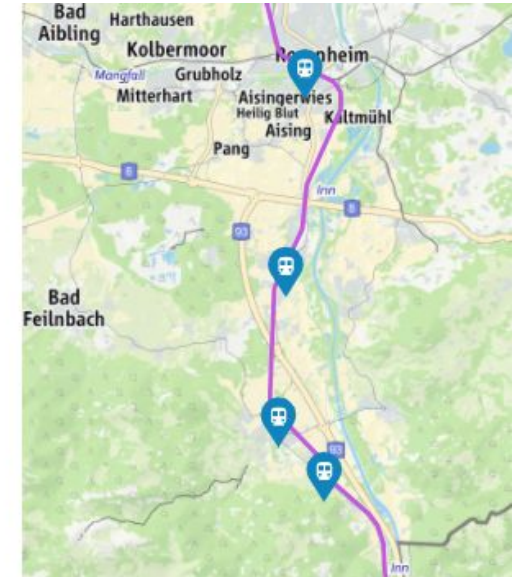 Bad
Aibling
Harthausen
Kolbermoor
Mangfall
Grubholz
Mitterhart
Aisingerwies
Heilig Blut
Kaltmühl
Aising
Pang
8
Inn
8
93
Bad
Feilnbach
93
Inn